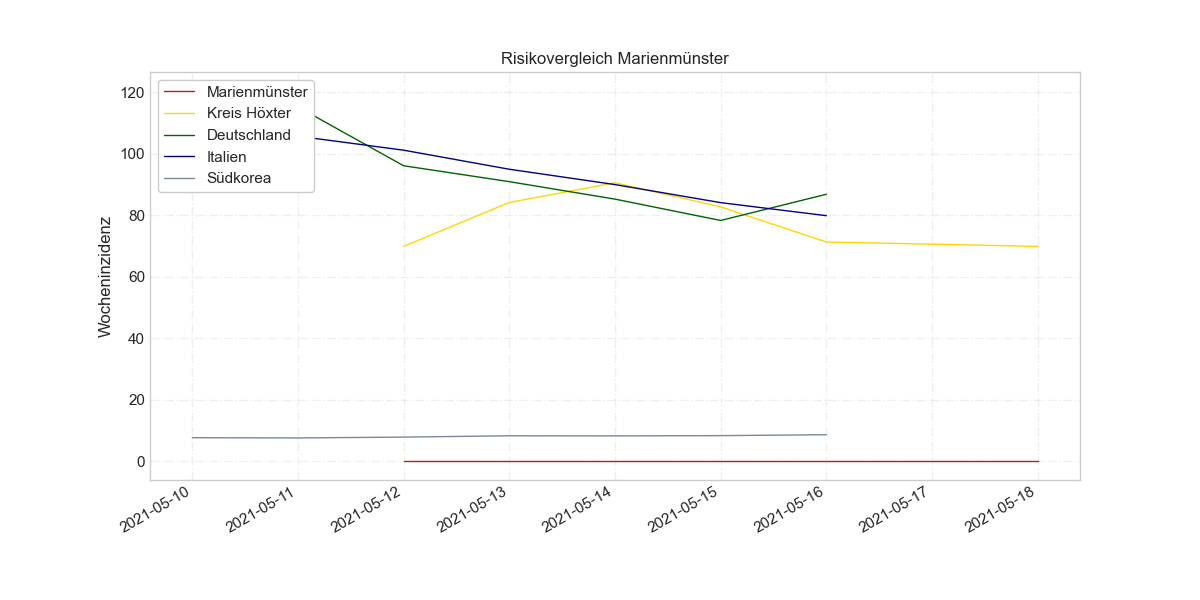 Risikovergleich Marienmünster
Wocheninzidenz
120
100
80
60
40
20
0
Marienmünster
Kreis Höxter
Deutschland
Italien
Südkorea
2021-05-10
2021-05-11
2021-05-12
2021-05-13
2021-05-14
2021-05-15
2021-05-16
2021-05-17
2021-05-18